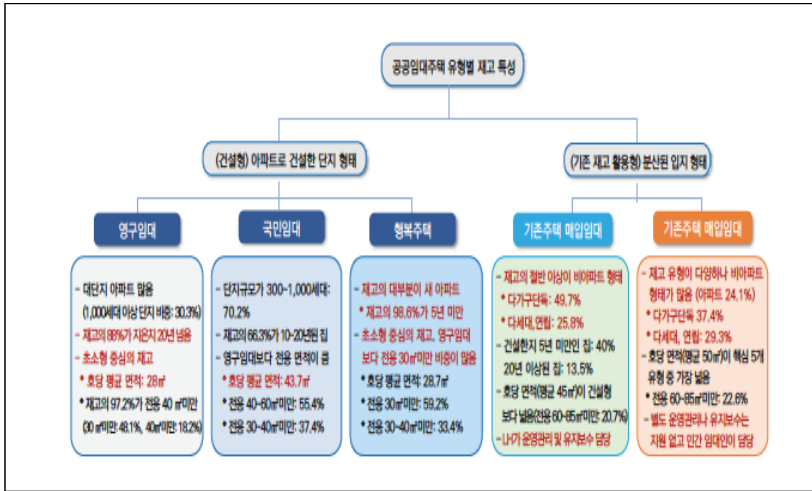 공공임대주택 유형별 재고 특성
(건설형) 아파트로 건설한 단지 형태
(기존 재고 활용형) 분산된 입지 형태
영구임대
- 대단지 아파트 많음
(1,000세대 이상 단지 비중: 30.3%)
- 재고의 88%가 지은지 20년 넘음
- 초소형 중심의 재고
• 호당 평균 면적: 28㎡
• 재고의 97.2%가 전용 40 ㎡미만
(30 ㎡미만: 48.1%, 40㎡미만: 18.2%)
국민임대
- 단지규모가 300~1,000세대:
70.2%
- 재고의 66.3%가 10-20년된 집
- 영구임대보다 전용 면적이 큼
• 호당 평균 면적: 43.7㎡
• 전용 40-60㎡미만: 55.4%
• 전용 30-40㎡미만: 37.4%
행복주택
- 재고의 대부분이 새 아파트
• 재고의 98.6%가 5년 미만
- 초소형 중심의 재고, 영구임대
보다 전용 30㎡미만 비중이 많음
• 호당 평균 면적: 28.7㎡
• 전용 30㎡미만: 59.2%
• 전용 30-40㎡미만: 33.4%
기존주택 매입임대
- 재고의 절반 이상이 비아파트 형태
• 다가구단독: 49.7%
• 다세대,연립: 25.8%
- 건설한지 5년 미만인 집: 40%
20년 이상된 집: 13.5%
- 호당 면적(평균 45㎡)이 건설형
보다 넓음(전용 60-85㎡미만: 20.7%)
- LH가 운영관리 및 유지보수 담당
기존주택 매입임대
- 재고 유형이 다양하나 비아파트
형태가 많음 (아파트 24.1%)
• 다가구단독 37.4%
• 다세대, 연립: 29.3%
- 호당 면적(평균 50㎡)이 핵심 5개
유형 중 가장 넓음
• 전용 60-85㎡미만: 22.6%
- 별도 운영관리나 유지보수는
지원 없고 민간 임대인이 담당